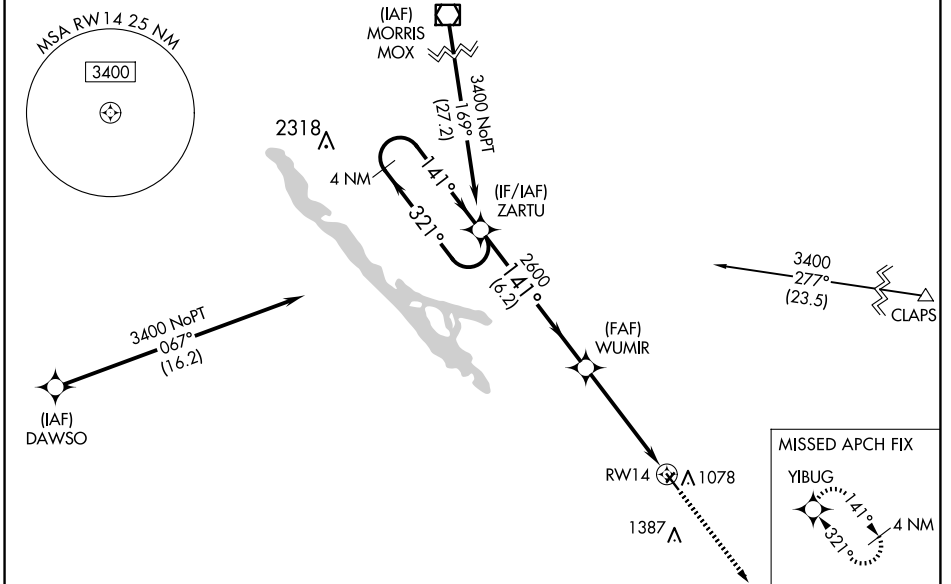 MSA RW14 25 NM
3400
(IAF)
MORRIS
MOX
3400 NoPT
169°
(27.2)
2318
4 NM
141°
321°
(IF/IAF)
ZARTU
2600
141°
(6.2)
3400
277°
(23.5)
CLAPS
3400 NoPT
067°
(16.2)
(IAF)
DAWSO
(FAF)
WUMIR
RW14
1078
1387
MISSED APCH FIX
YIBUG
141°
321°
4 NM